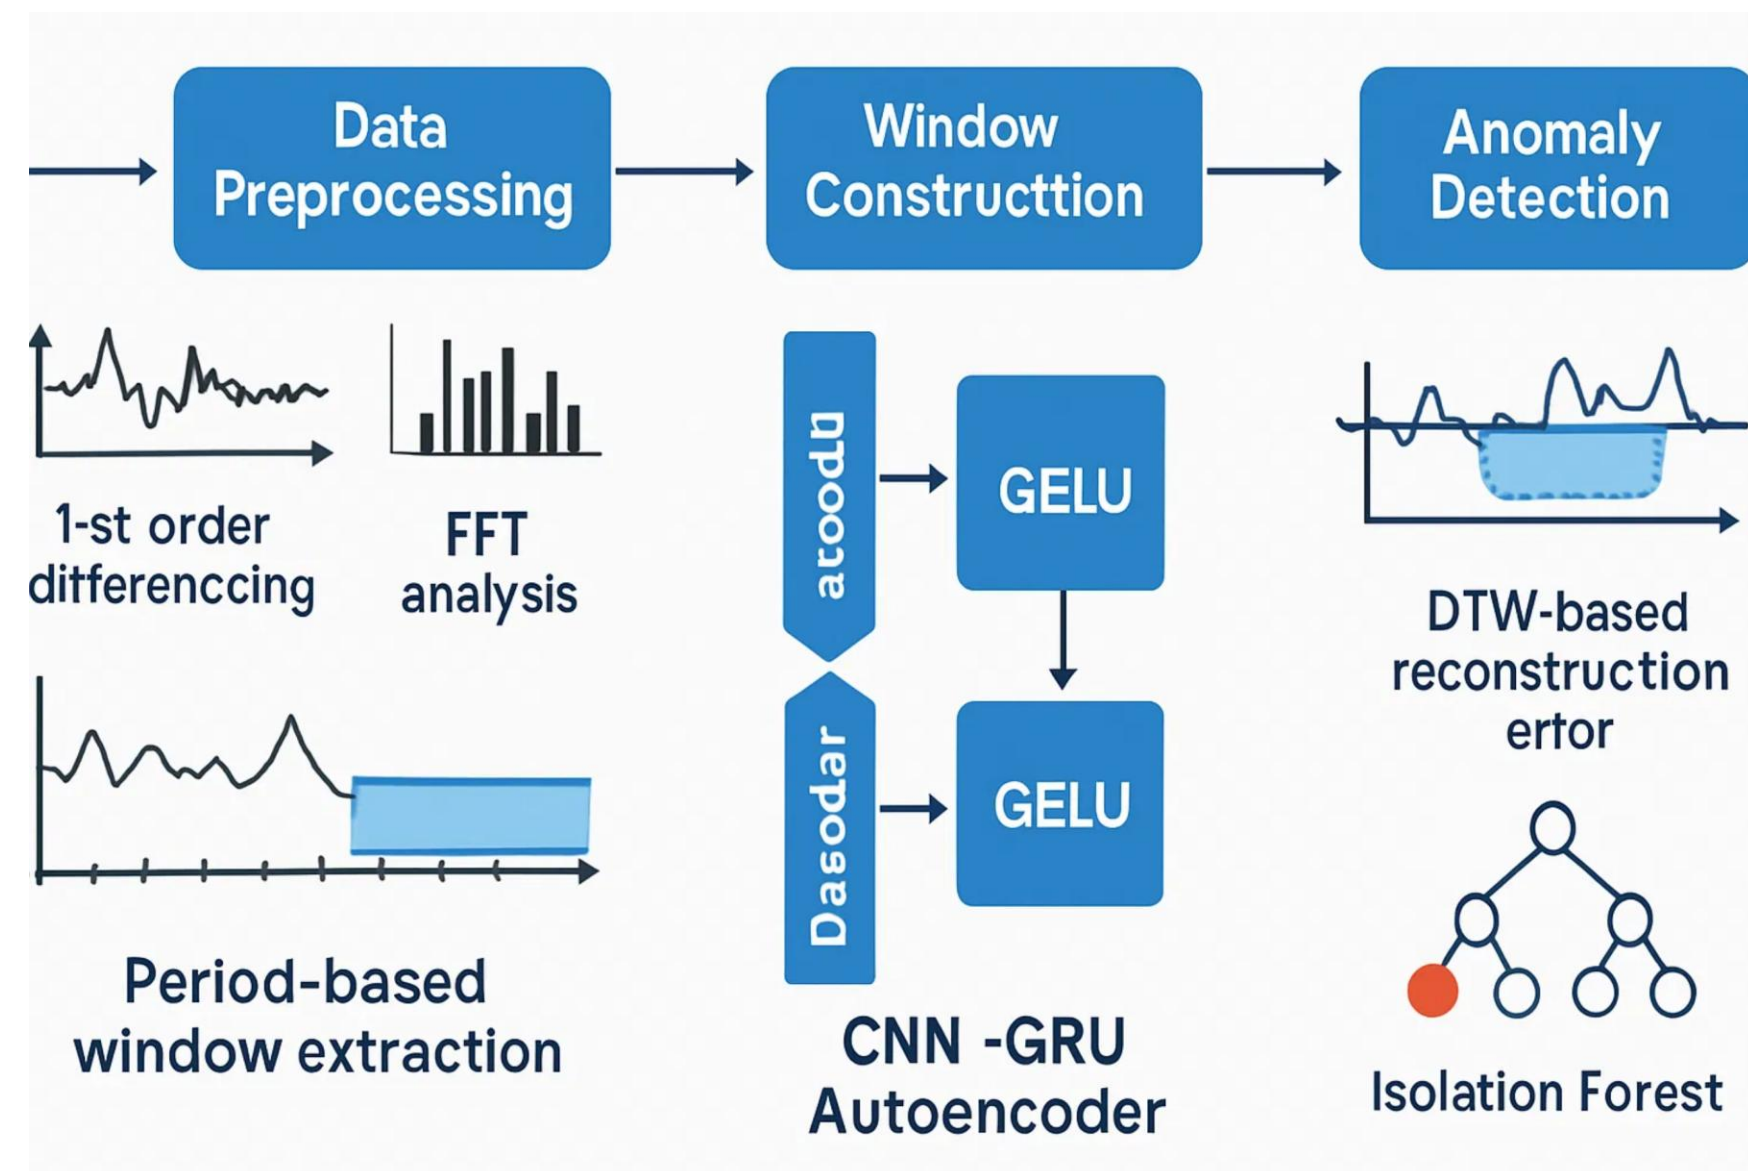 Data
Preprocessing
Window
Constructtion
Anomaly
Detection
1-st order
ditferenccing
FFT
analysis
Period-based
window extraction
GELU
Dasodar
GELU
CNN -GRU
Autoencoder
DTW-based
reconstruction
ertor
Isolation Forest